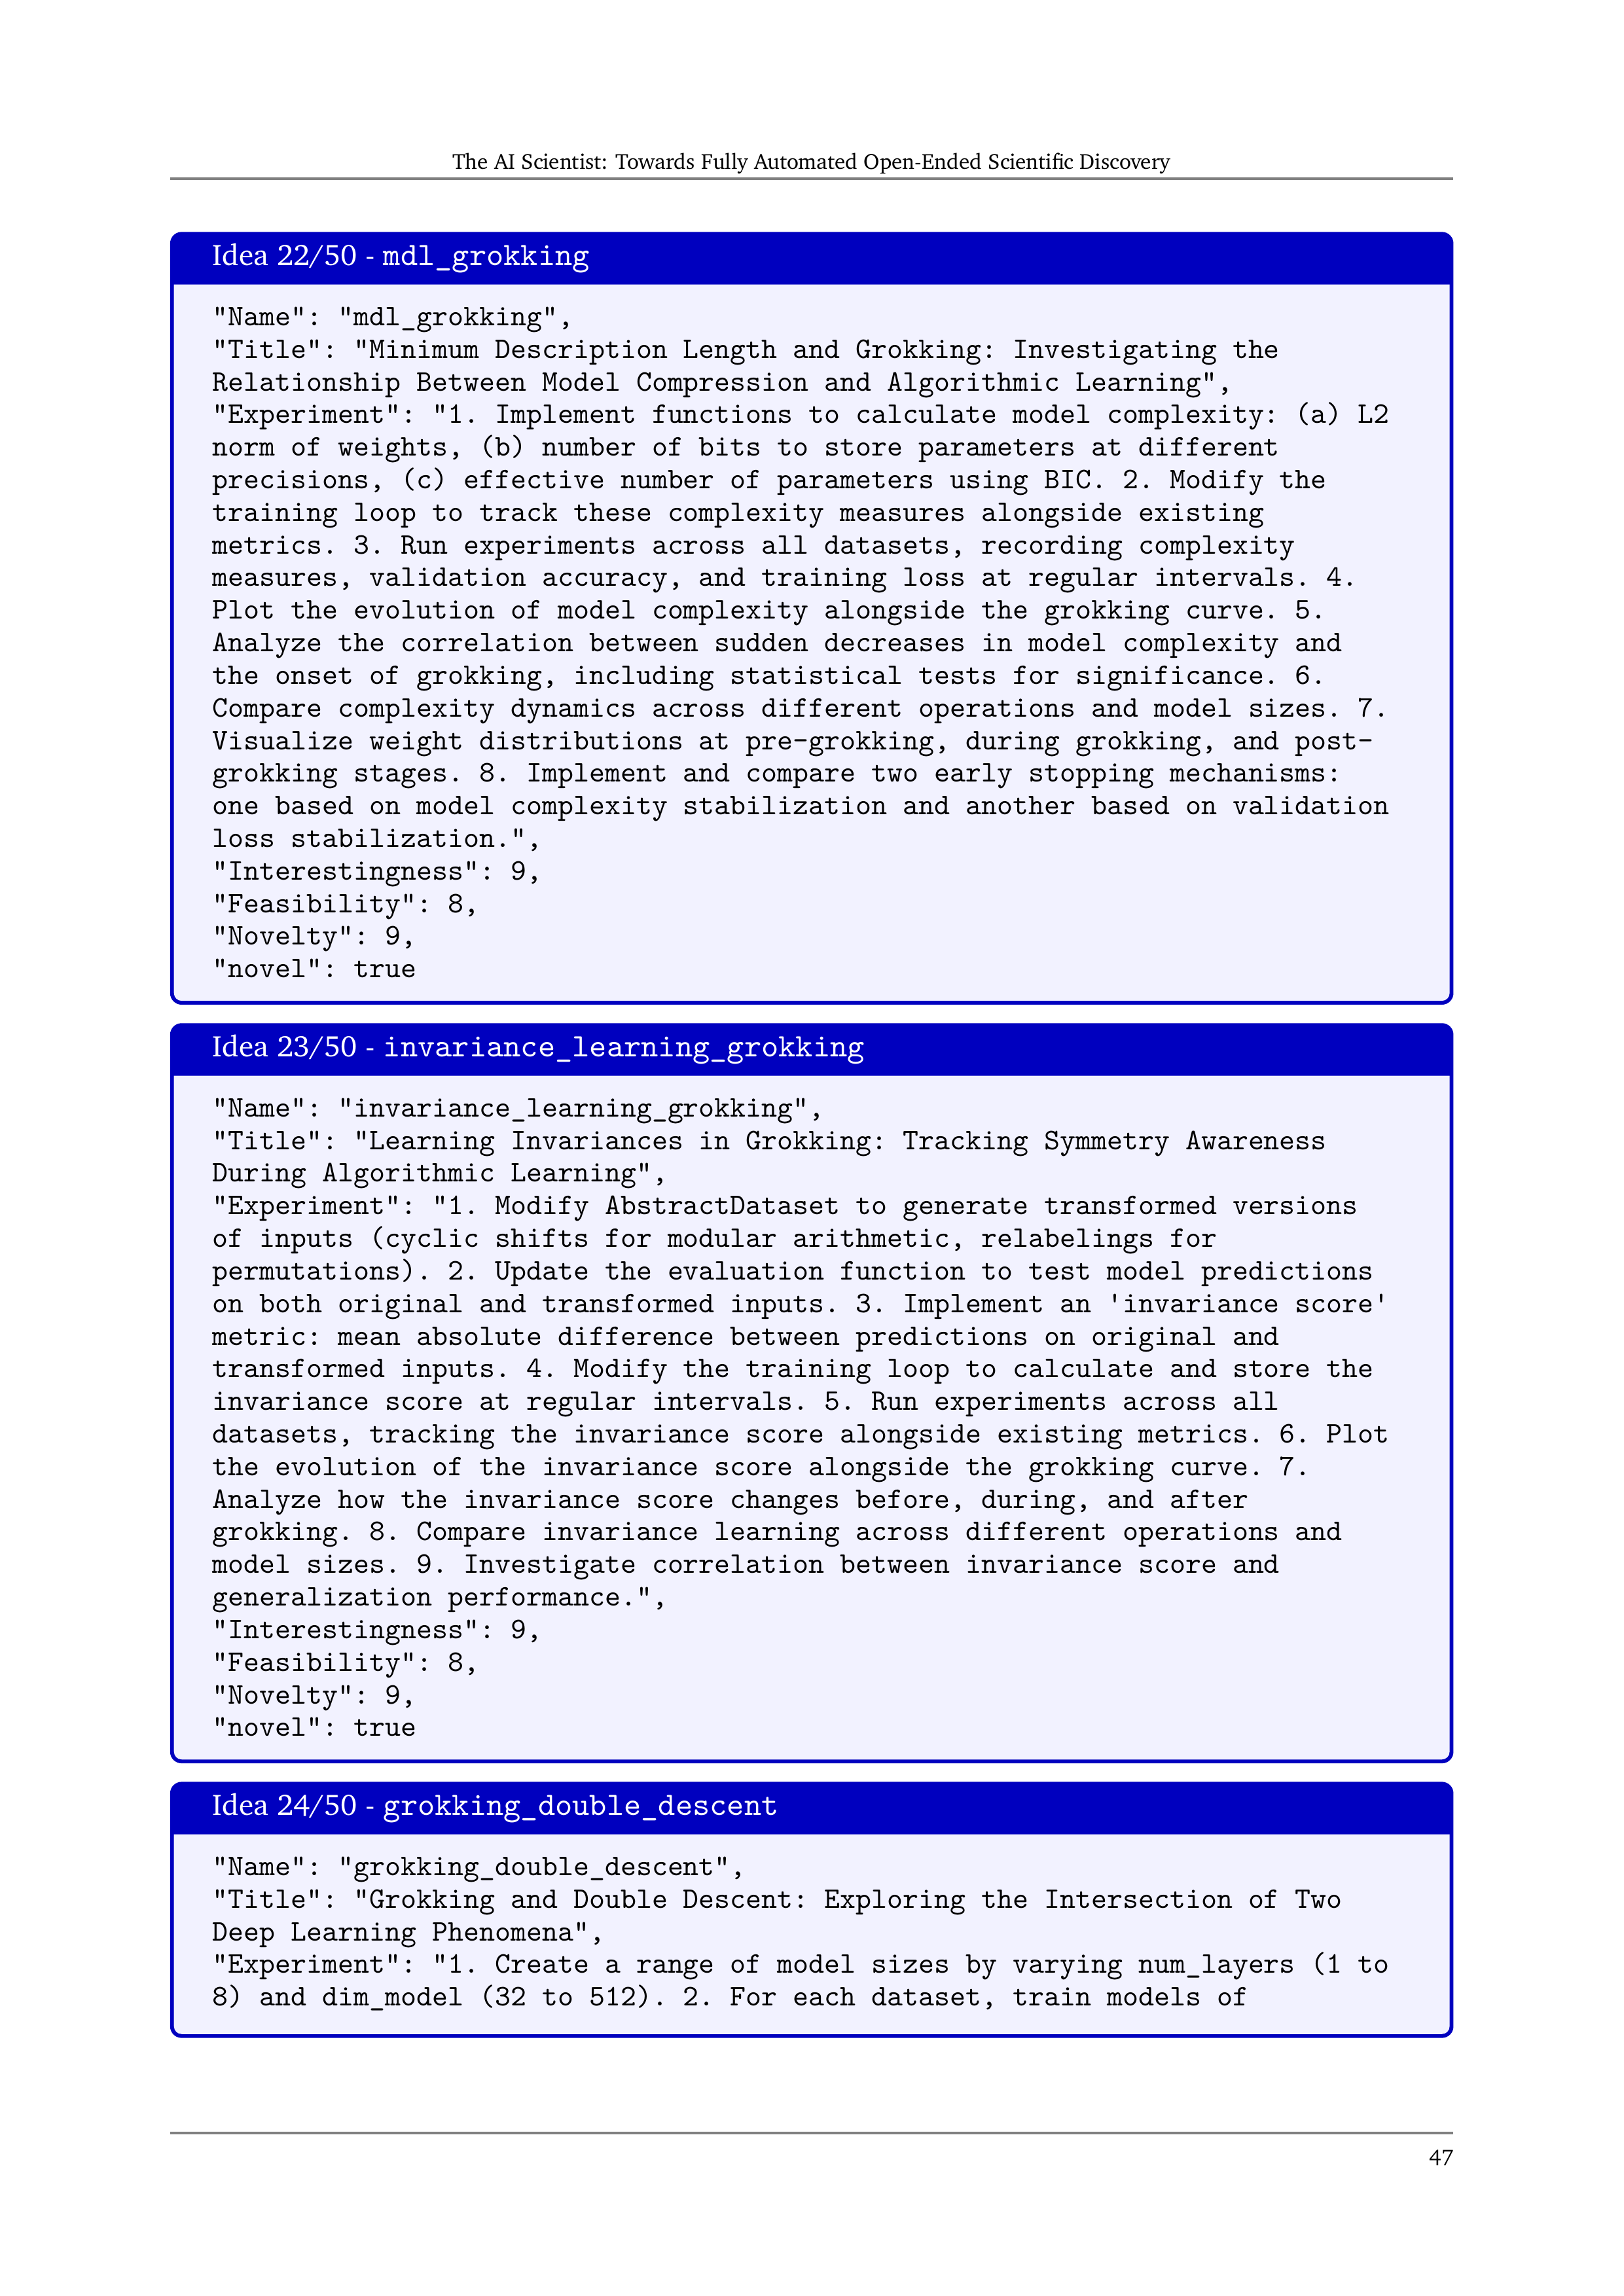 The AI Scientist: Towards Fully Automated Open-Ended Scientific Discovery
Idea 22/50 - mdl_grokking
"Name": "mdl_grokking",
"Title": "Minimum Description Length and Grokking: Investigating the
Relationship Between Model Compression and Algorithmic Learning",
"Experiment": "1. Implement functions to calculate model complexity: (a) L2
norm of weights, (b) number of bits to store parameters at different
precisions, (c) effective number of parameters using BIC. 2. Modify the
training loop to track these complexity measures alongside existing
metrics. 3. Run experiments across all datasets, recording complexity
measures, validation accuracy, and training loss at regular intervals. 4.
Plot the evolution of model complexity alongside the grokking curve. 5.
Analyze the correlation between sudden decreases in model complexity and
the onset of grokking, including statistical tests for significance. 6.
Compare complexity dynamics across different operations and model sizes. 7.
Visualize weight distributions at pre-grokking, during grokking, and post-
grokking stages. 8. Implement and compare two early stopping mechanisms:
one based on model complexity stabilization and another based on validation
loss stabilization.",
"Interestingness": 9,
"Feasibility": 8,
"Novelty": 9,
"novel": true
Idea 23/50 - invariance_learning_grokking
"Name": "invariance_learning_grokking",
"Title": "Learning Invariances in Grokking: Tracking Symmetry Awareness
During Algorithmic Learning",
"Experiment": "1. Modify AbstractDataset to generate transformed versions
of inputs (cyclic shifts for modular arithmetic, relabelings for
permutations). 2. Update the evaluation function to test model predictions
on both original and transformed inputs. 3. Implement an 'invariance score'
metric: mean absolute difference between predictions on original and
transformed inputs. 4. Modify the training loop to calculate and store the
invariance score at regular intervals. 5. Run experiments across all
datasets, tracking the invariance score alongside existing metrics. 6. Plot
the evolution of the invariance score alongside the grokking curve. 7.
Analyze how the invariance score changes before, during, and after
grokking. 8. Compare invariance learning across different operations and
model sizes. 9. Investigate correlation between invariance score and
generalization performance.",
"Interestingness": 9,
"Feasibility": 8,
"Novelty": 9,
"novel": true
Idea 24/50 - grokking_double_descent
"Name": "grokking_double_descent",
"Title": "Grokking and Double Descent: Exploring the Intersection of Two
Deep Learning Phenomena",
"Experiment": "1. Create a range of model sizes by varying num_layers (1 to
8) and dim_model (32 to 512). 2. For each dataset, train models of
47